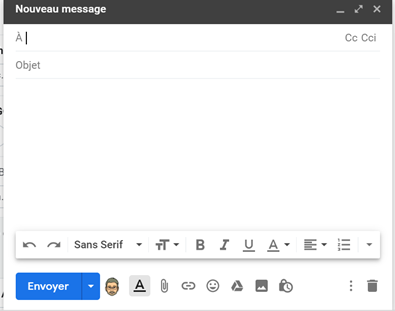 Nouveau message
À Cc Cci
Objet
Sans Serif B I U A
Envoyer A